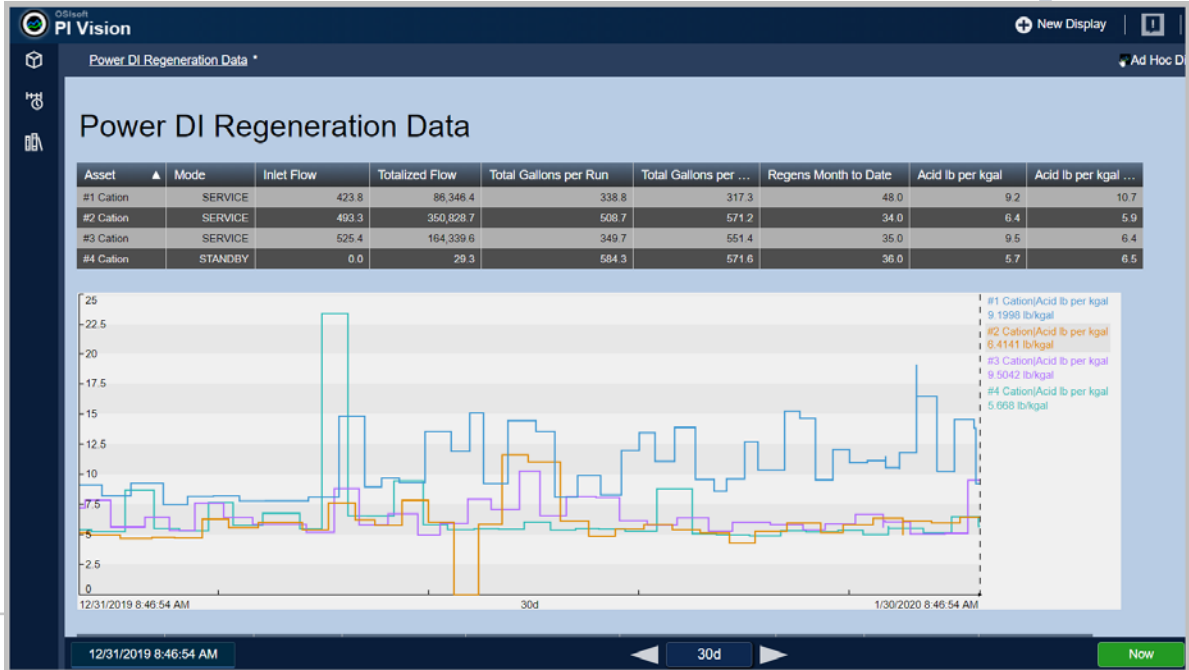 OSIsoft
PI Vision
New Display
Power DI Regeneration Data *
Ad Hoc Di
Power DI Regeneration Data
Asset ▲ Mode Inlet Flow Totalized Flow Total Gallons per Run Total Gallons per ... Regens Month to Date Acid lb per kgal Acid lb per kgal ...
#1 Cation SERVICE 423.8 86,346.4 338.8 317.3 48.0 9.2 10.7
#2 Cation SERVICE 493.3 350,828.7 508.7 571.2 34.0 6.4 5.9
#3 Cation SERVICE 525.4 164,339.6 349.7 551.4 35.0 9.5 6.4
#4 Cation STANDBY 0.0 29.3 584.3 571.6 36.0 5.7 6.5
25
22.5
20
17.5
15
12.5
10
7.5
5
2.5
0
#1 Cation|Acid lb per kgal
9.1998 lb/kgal
#2 Cation|Acid lb per kgal
6.4141 lb/kgal
#3 Cation|Acid lb per kgal
9.5042 lb/kgal
#4 Cation|Acid lb per kgal
5.668 lb/kgal
12/31/2019 8:46:54 AM 30d 1/30/2020 8:46:54 AM
12/31/2019 8:46:54 AM 30d Now